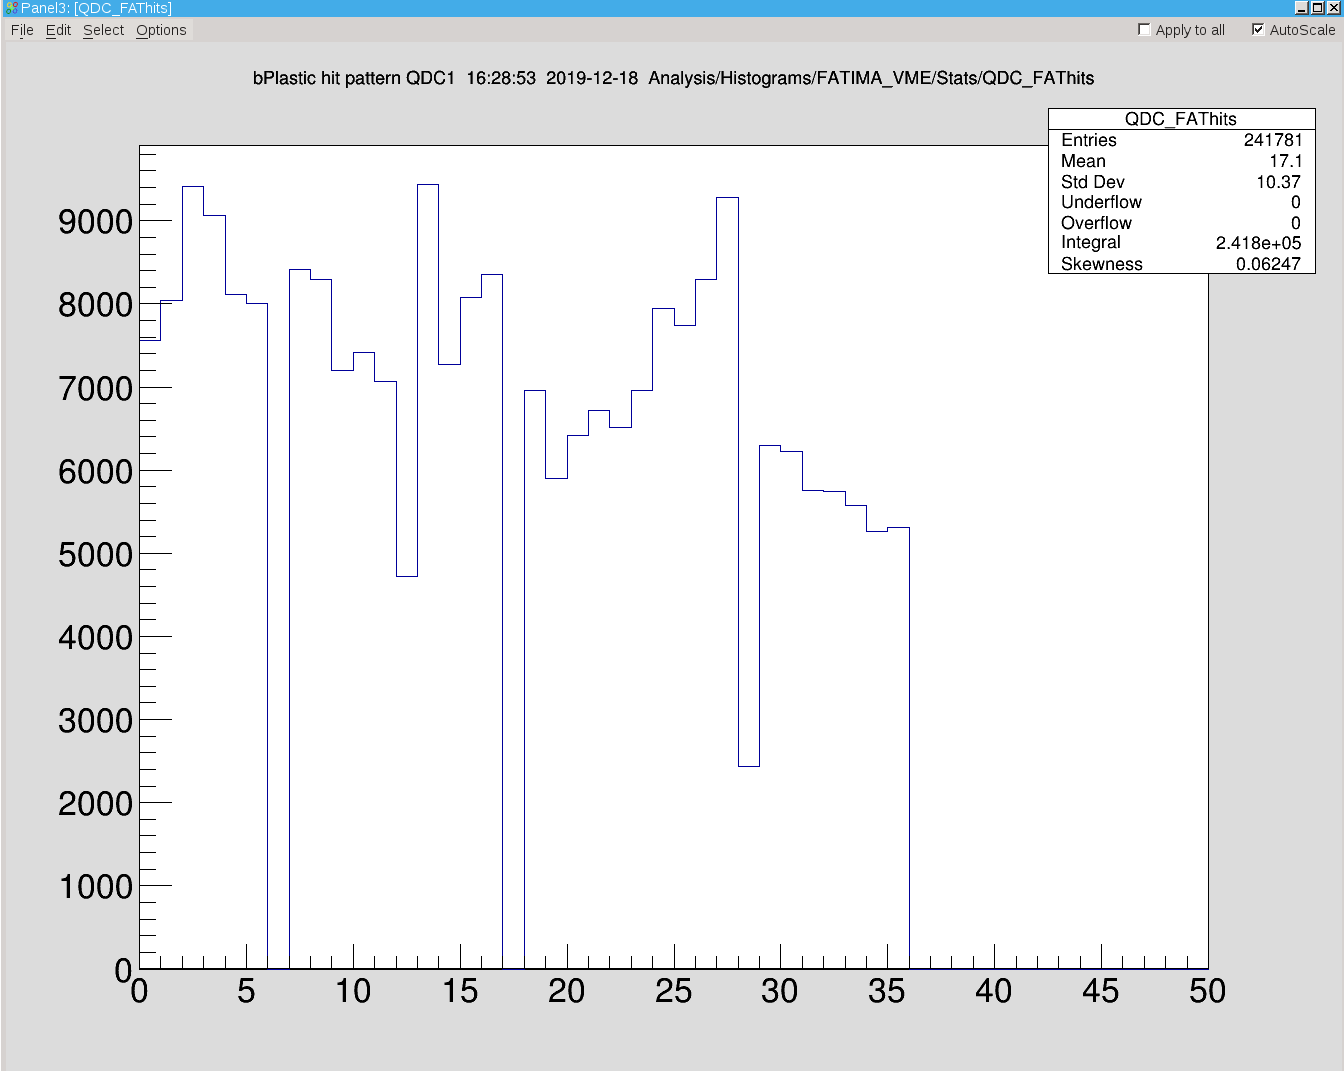 Panel3: [QDC_FAThits]
File Edit Select Options Apply to all AutoScale
bPlastic hit pattern QDC1 16:28:53 2019-12-18 Analysis/Histograms/FATIMA_VME/Stats/QDC_FAThits
QDC_FAThits
Entries 241781
Mean 17.1
Std Dev 10.37
Underflow 0
Overflow 0
Integral 2.418e+05
Skewness 0.06247
9000
8000
7000
6000
5000
4000
3000
2000
1000
0
0 5 10 15 20 25 30 35 40 45 50